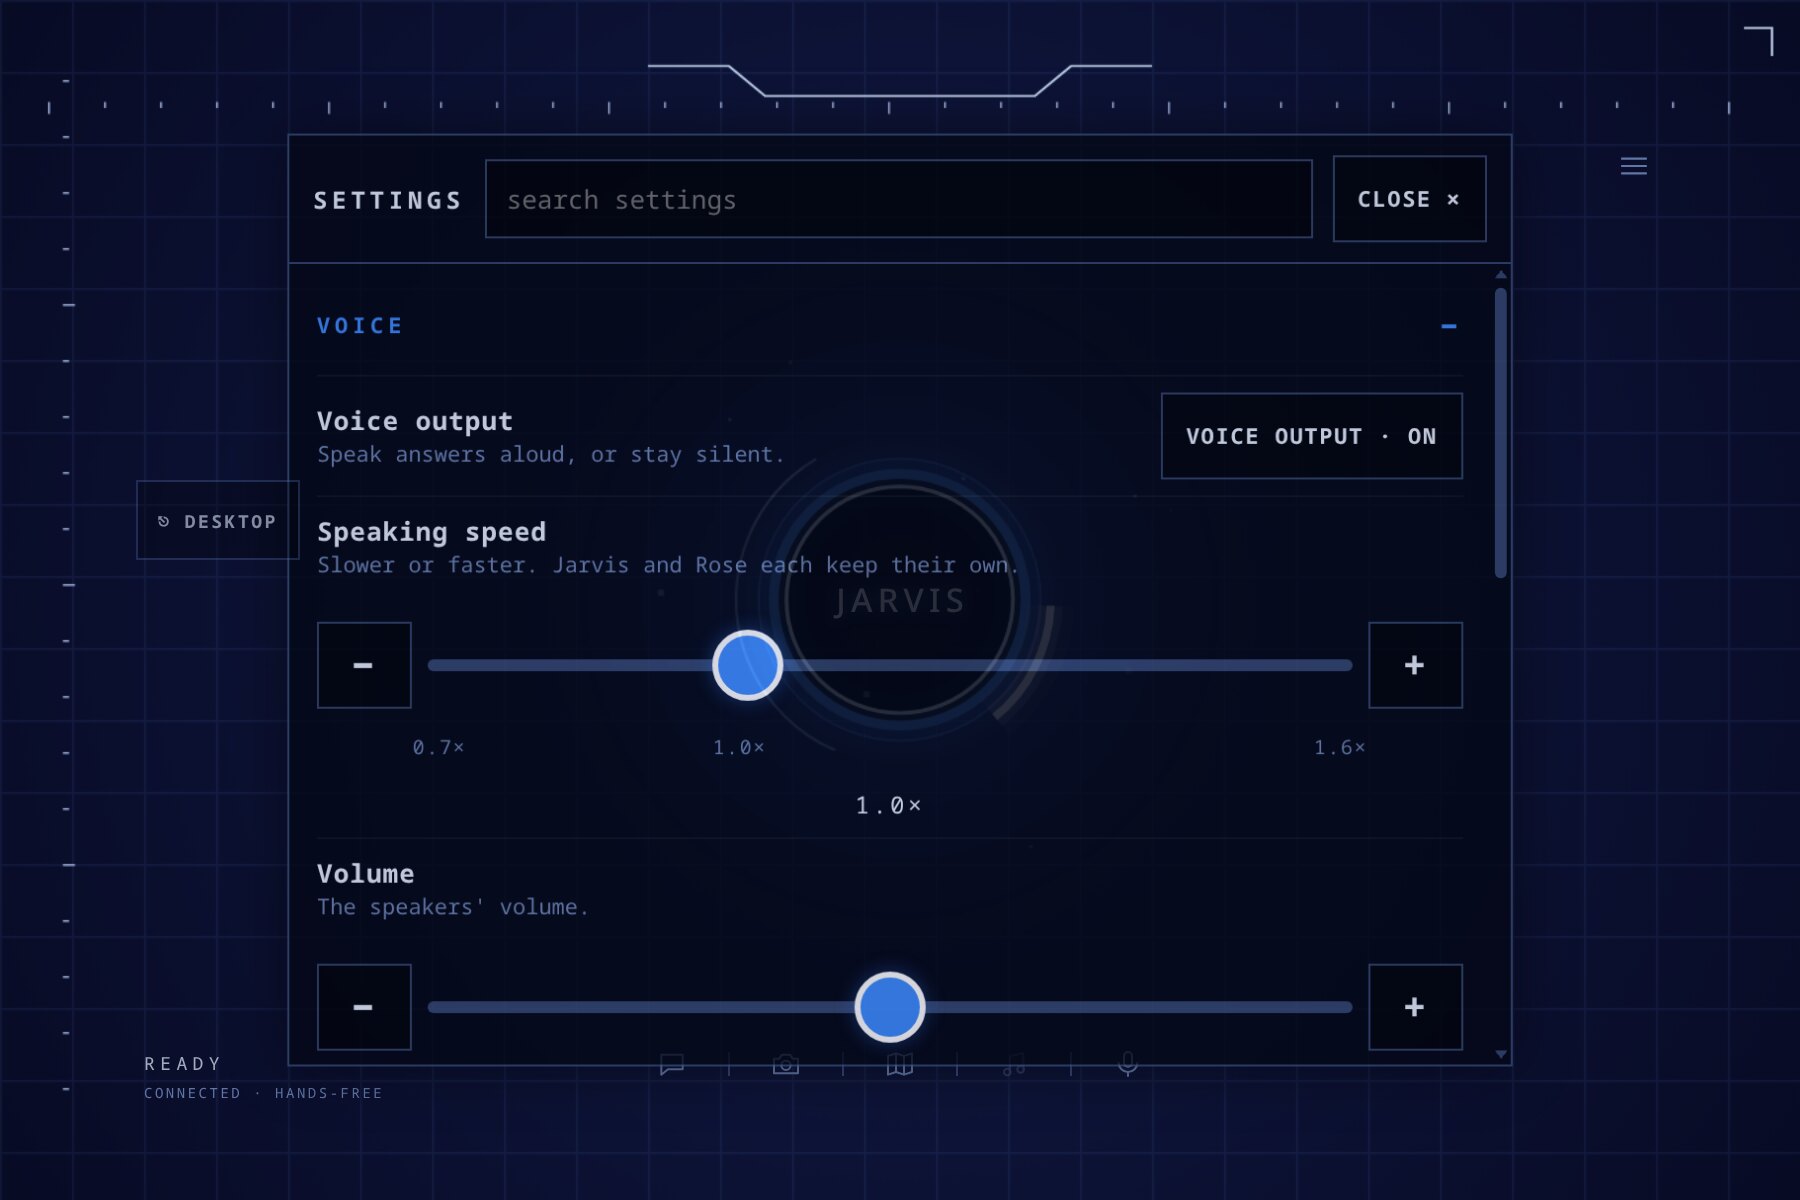 SETTINGS
search settings
CLOSE ×
VOICE
Voice output
Speak answers aloud, or stay silent.
VOICE OUTPUT · ON
DESKTOP
Speaking speed
Slower or faster. Jarvis and Rose each keep their own.
JARVIS
−
+
0.7×
1.0×
1.6×
1.0×
Volume
The speakers' volume.
−
+
READY
CONNECTED · HANDS-FREE